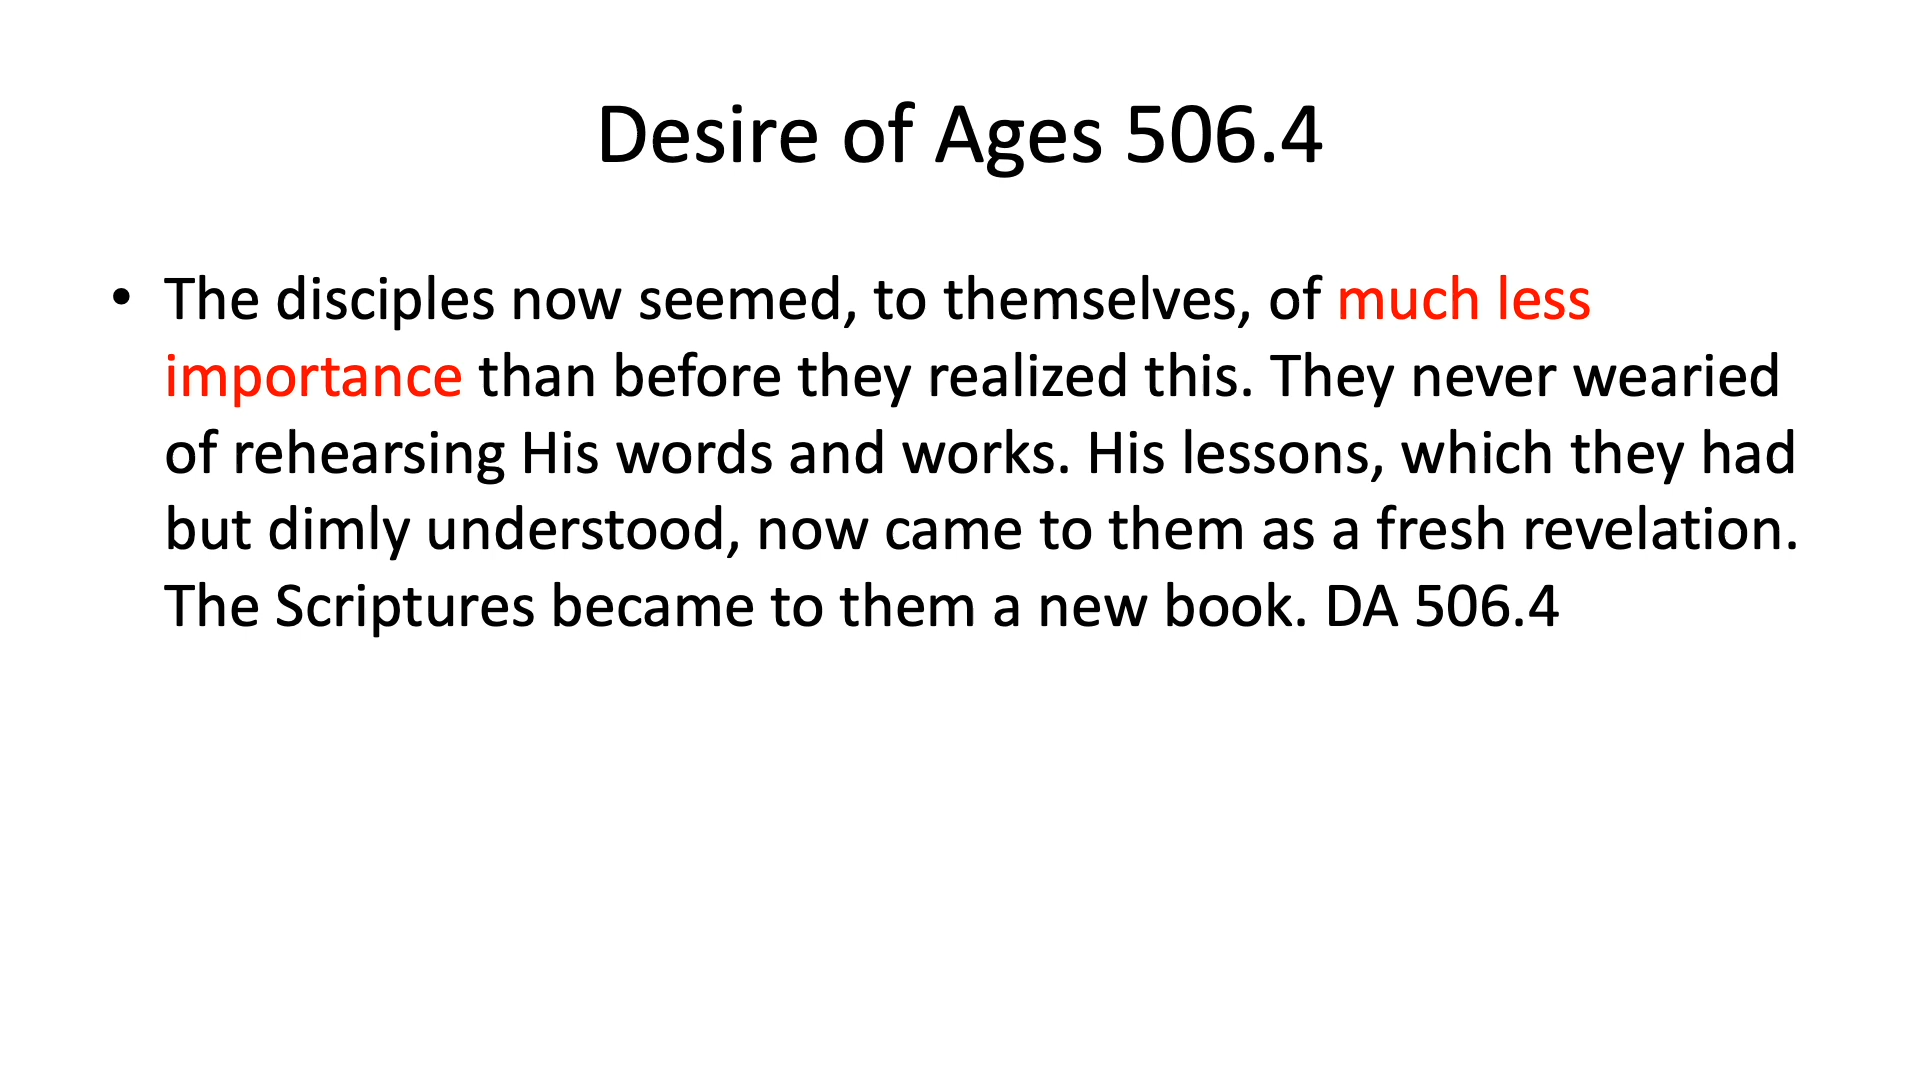 Desire of Ages 506.4
• The disciples now seemed, to themselves, of much less
importance than before they realized this. They never wearied
of rehearsing His words and works. His lessons, which they had
but dimly understood, now came to them as a fresh revelation.
The Scriptures became to them a new book. DA 506.4